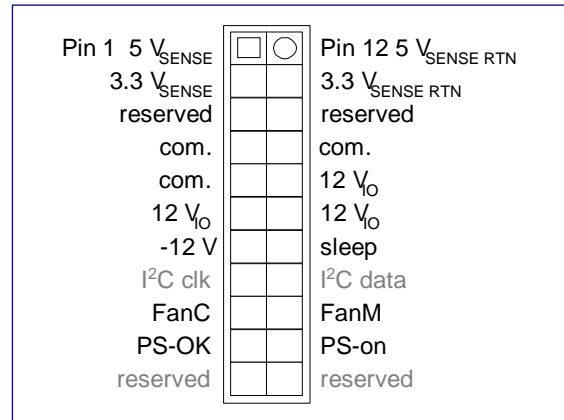 Pin 1 5 VSENSE Pin 12 5 VSENSE RTN
3.3 VSENSE 3.3 VSENSE RTN
reserved reserved
com. com.
com. 12 VIO
12 VIO 12 VIO
-12 V sleep
I²C clk I²C data
FanC FanM
PS-OK PS-on
reserved reserved